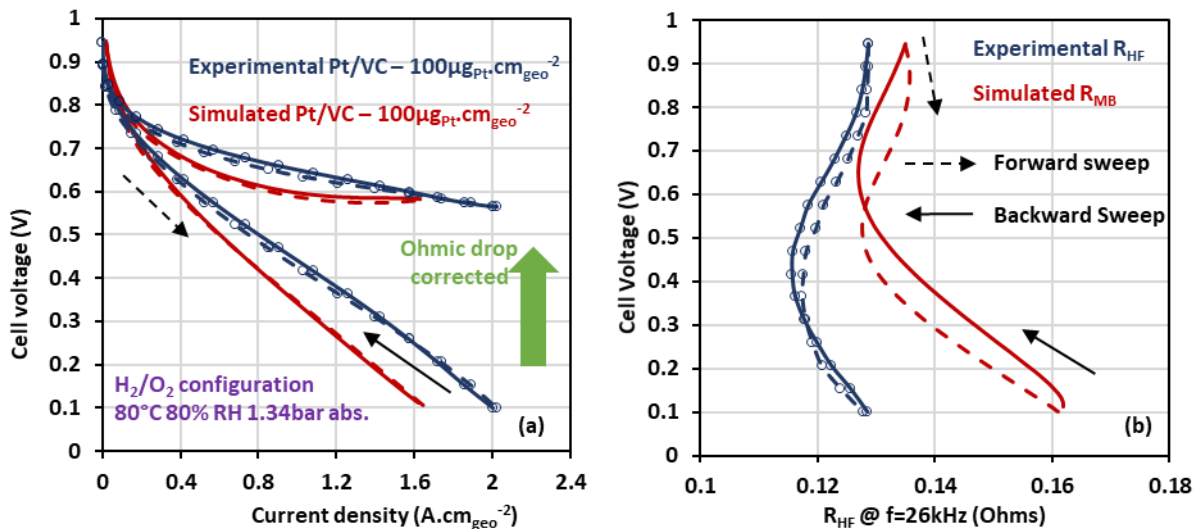 1
0.9
0.8
0.7
0.6
0.5
0.4
0.3
0.2
0.1
0
Cell voltage (V)
Experimental Pt/VC – 100µgPt.cmgeo-2
Simulated Pt/VC – 100µgPt.cmgeo-2
Ohmic drop
corrected
H2/O2 configuration
80°C 80% RH 1.34bar abs.
(a)
0 0.4 0.8 1.2 1.6 2 2.4
Current density (A.cmgeo-2)
1
0.9
0.8
0.7
0.6
0.5
0.4
0.3
0.2
0.1
0
Cell Voltage (V)
Experimental RHF
Simulated RMB
Forward sweep
Backward Sweep
(b)
0.1 0.12 0.14 0.16 0.18
RHF @ f=26kHz (Ohms)